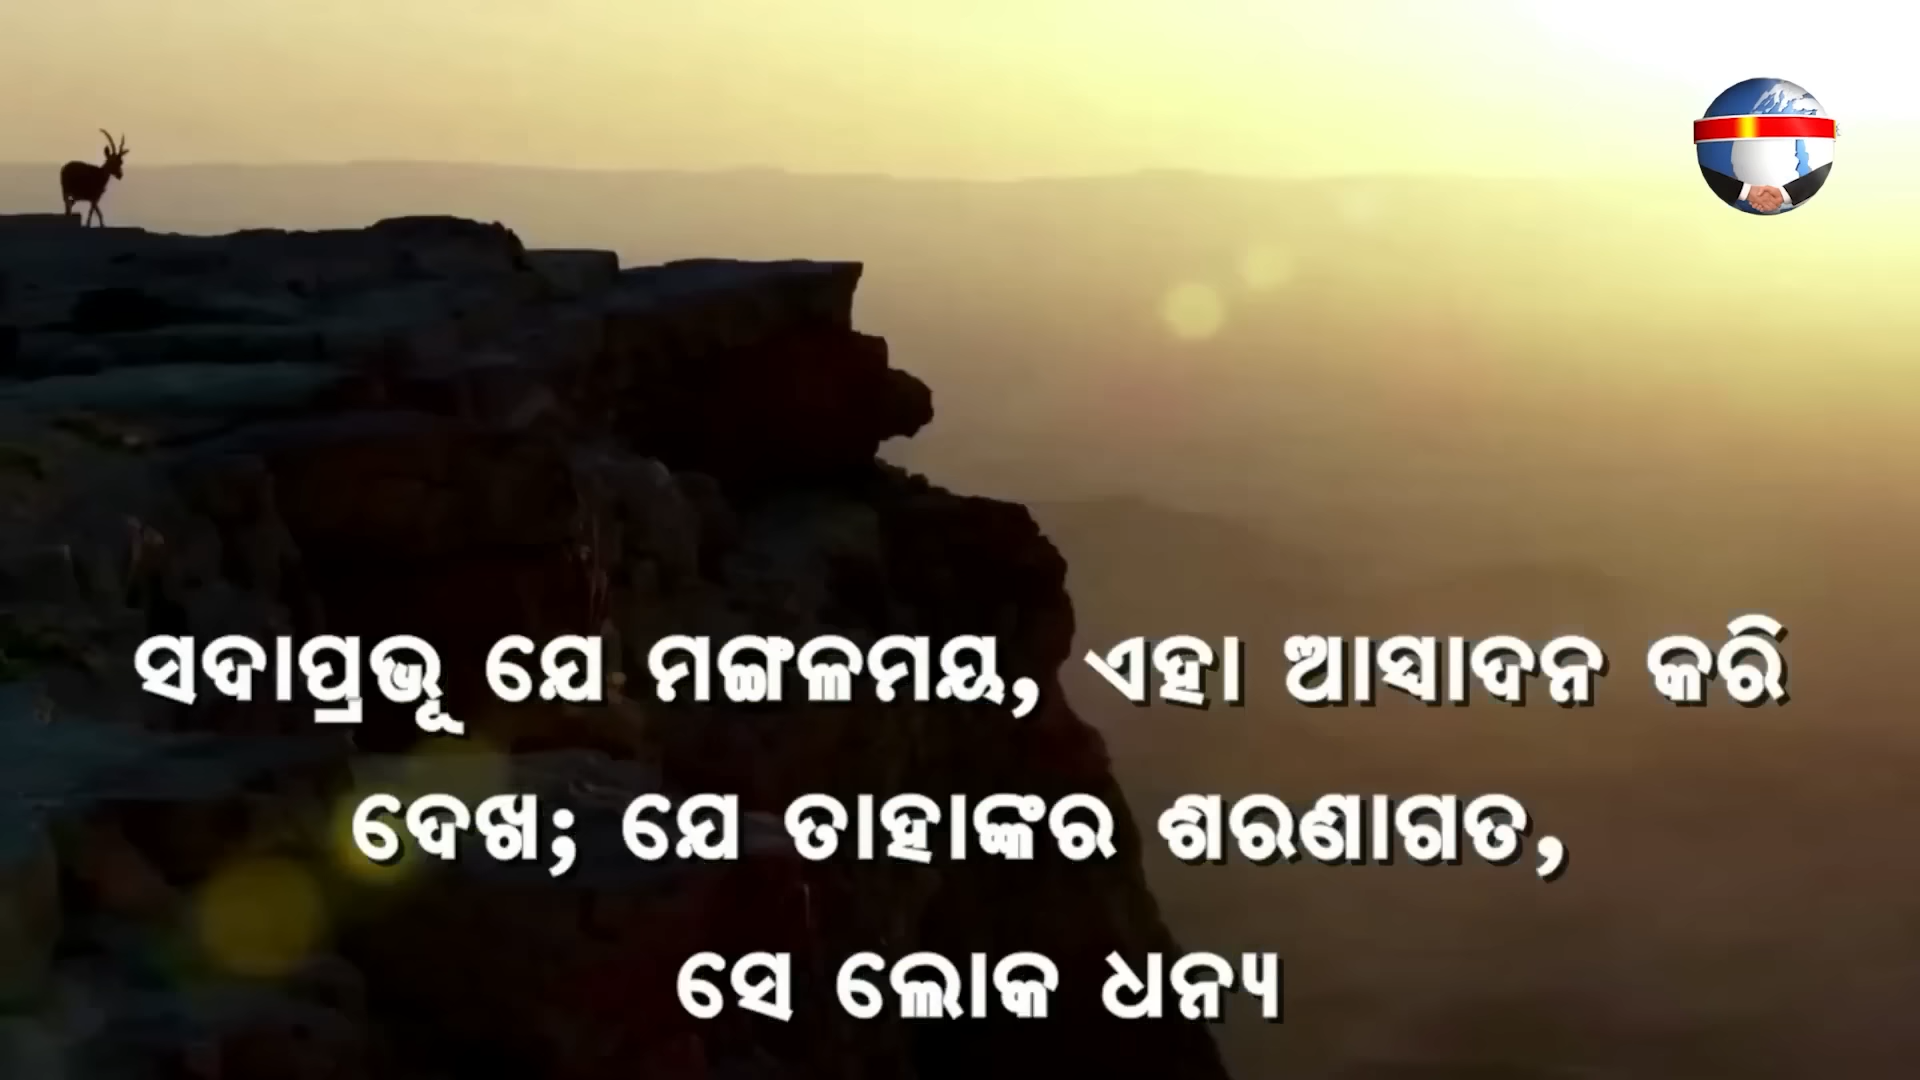 ସଦାପ୍ରଭୂ ଯେ ମଙ୍ଗଳମୟ, ଏହା ଆସ୍ୱାଦନ କରି
ଦେଖ; ଯେ ତାହାଙ୍କର ଶରଣାଗତ,
ସେ ଲୋକ ଧନ୍ୟ